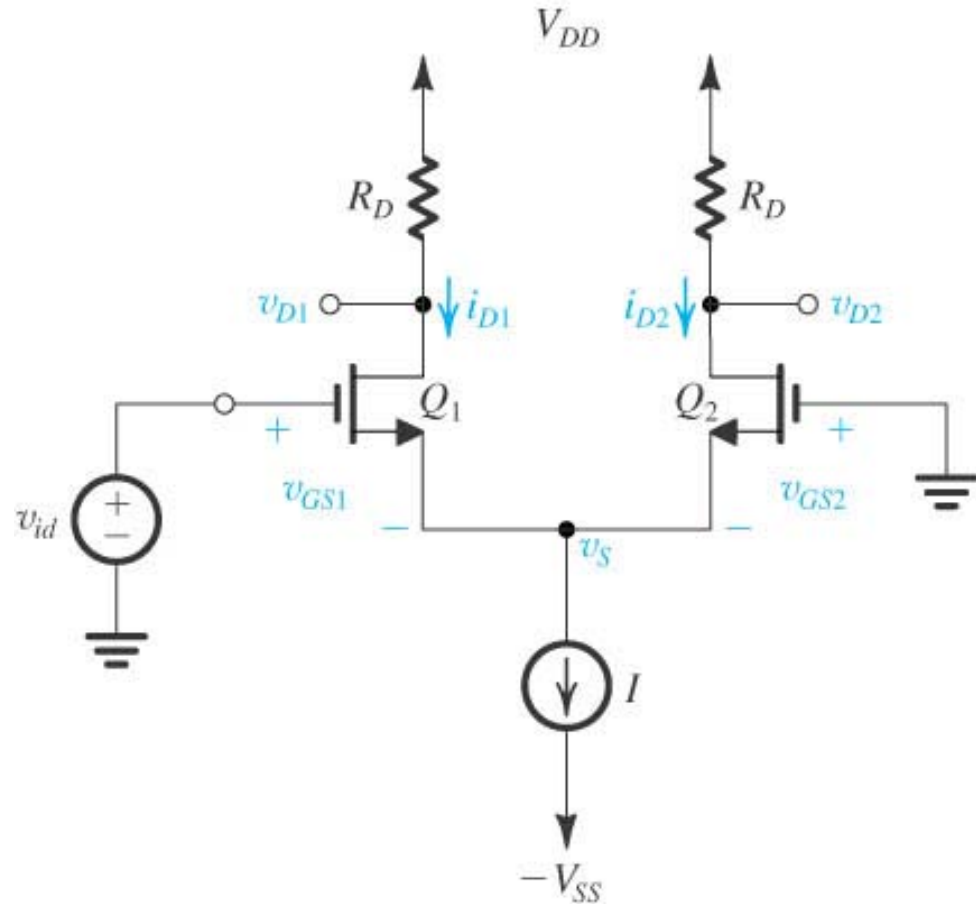 V_DD
R_D R_D
v_D1 i_D1 i_D2 v_D2
Q_1 Q_2
+ +
v_GS1 v_GS2
v_id + −
− −
v_S
I
−V_SS